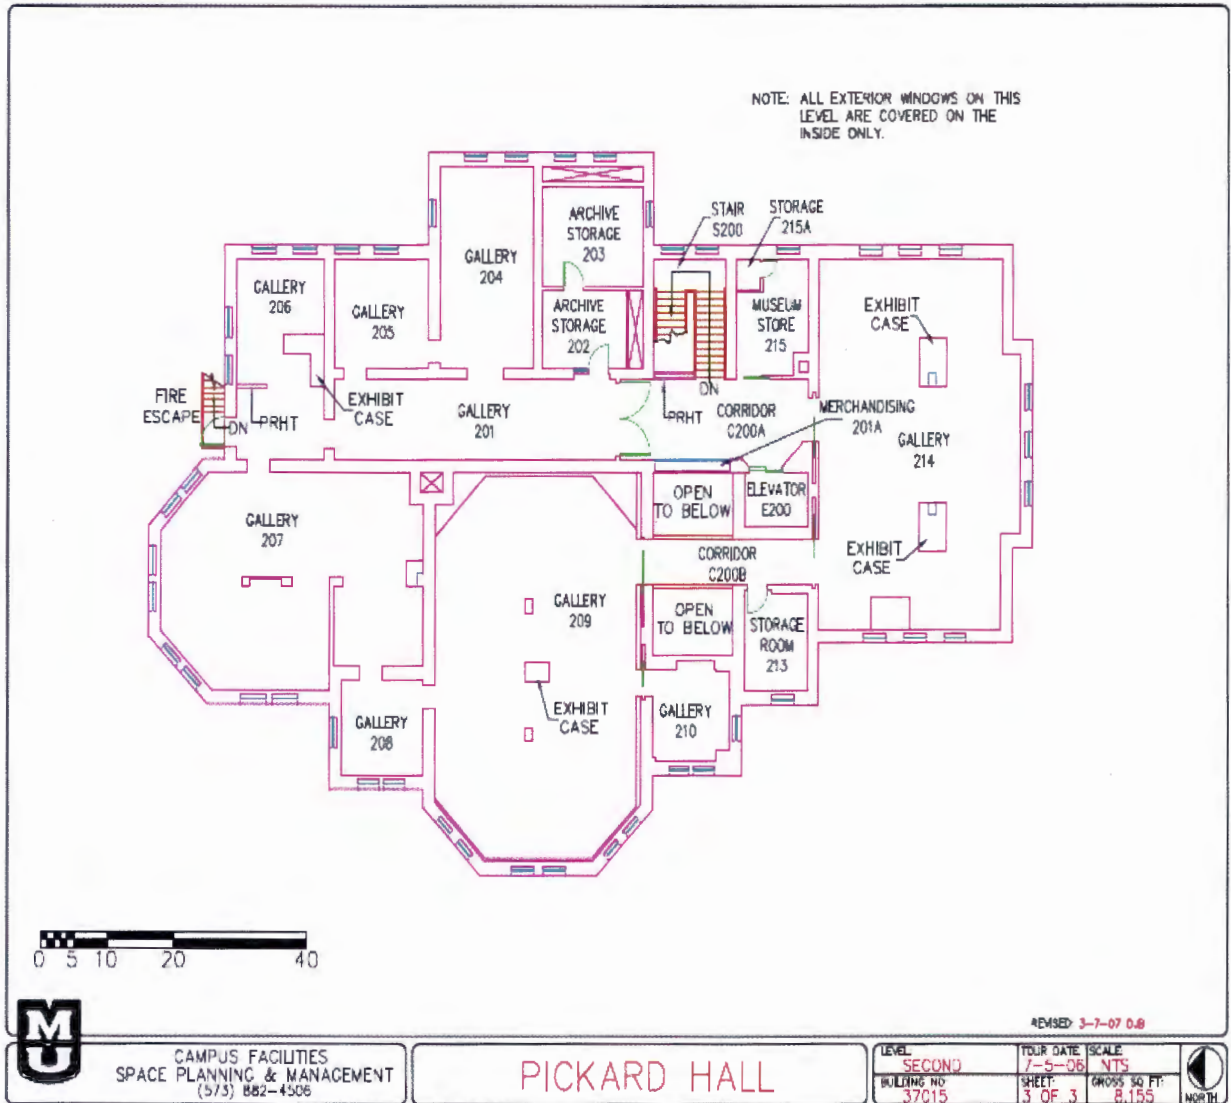 NOTE: ALL EXTERIOR WINDOWS ON THIS
LEVEL ARE COVERED ON THE
INSIDE ONLY.
STAIR
S200
STORAGE
215A
ARCHIVE
STORAGE
203
GALLERY
204
GALLERY
206
GALLERY
205
ARCHIVE
STORAGE
202
MUSEUM
STORE
215
EXHIBIT
CASE
FIRE
ESCAPE
DN
PRHT
EXHIBIT
CASE
GALLERY
201
PRHT
DN
CORRIDOR
C200A
MERCHANDISING
201A
GALLERY
214
OPEN
TO BELOW
ELEVATOR
E200
GALLERY
207
CORRIDOR
C200B
EXHIBIT
CASE
GALLERY
209
OPEN
TO BELOW
STORAGE
ROOM
213
GALLERY
208
EXHIBIT
CASE
GALLERY
210
0 5 10 20 40
REVISED: 3-7-07 DJB
MU
CAMPUS FACILITIES
SPACE PLANNING & MANAGEMENT
(573) 882-4506
PICKARD HALL
LEVEL
SECOND
TOUR DATE
7-5-06
SCALE
NTS
BUILDING NO
37015
SHEET:
3 OF 3
GROSS SQ FT:
8,155
NORTH